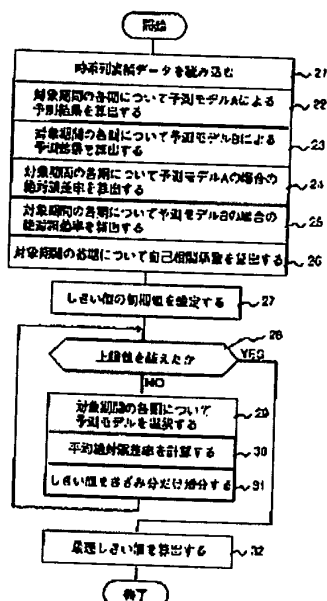 開始
時系列実績データを読み込む
21
対象期間の各期について予測モデルAによる
予測結果を算出する
22
対象期間の各期について予測モデルBによる
予測結果を算出する
23
対象期間の各期について予測モデルAの場合の
絶対誤差率を算出する
24
対象期間の各期について予測モデルBの場合の
絶対誤差率を算出する
25
対象期間の各期について自己相関係数を算出する
26
しきい値の初期値を設定する
27
28
上限値を越えたか
YES
NO
対象期間の各期について
予測モデルを選択する
29
平均絶対誤差率を計算する
30
しきい値をきざみ分だけ増分する
31
最適しきい値を算出する
32
終了